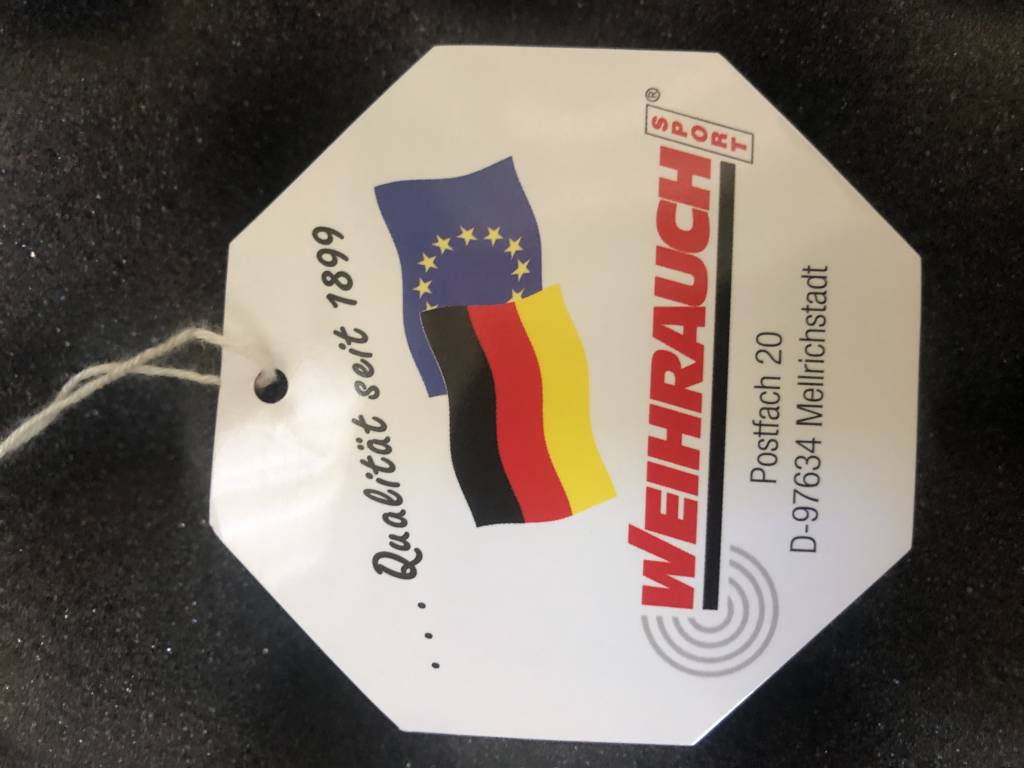 ... Qualität seit 1899
WEIHRAUCH SPORT®
Postfach 20
D-97634 Mellrichstadt